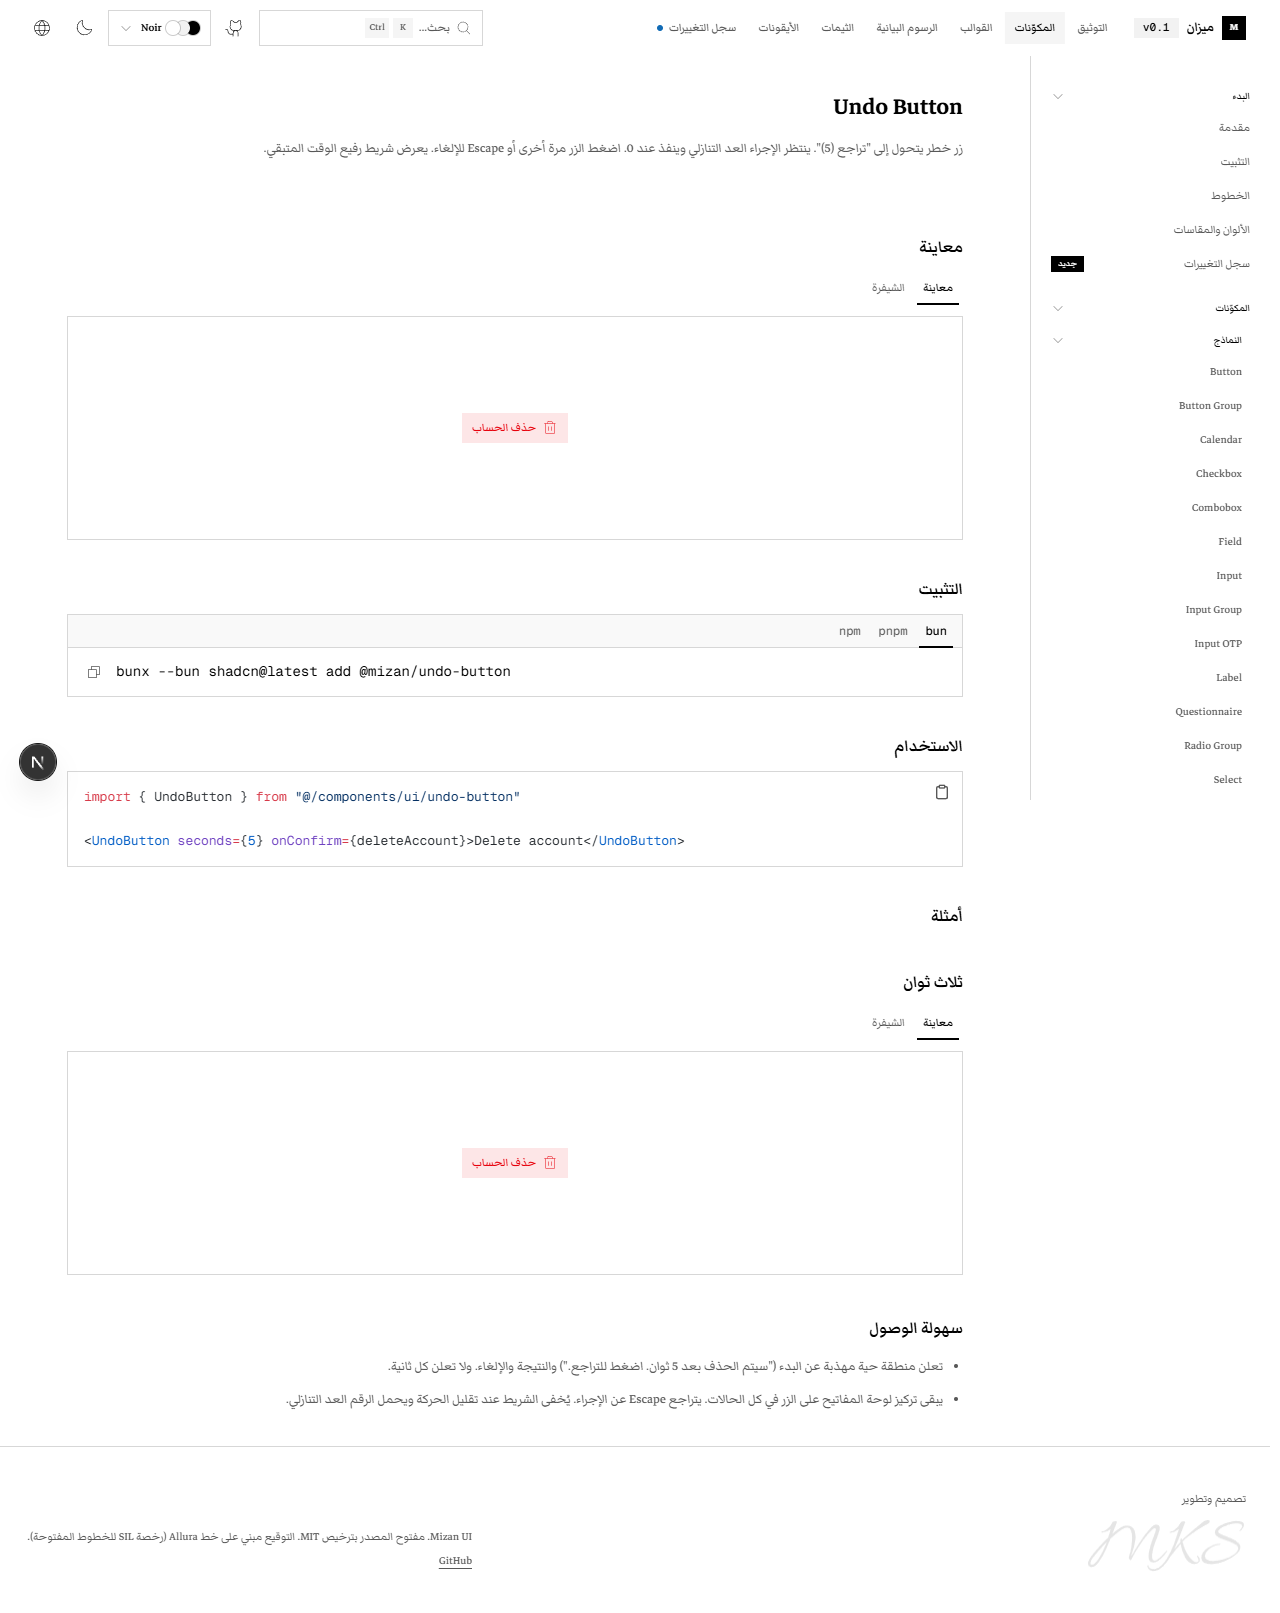 M ميزان v0.1 التوثيق المكوّنات القوالب الرسوم البيانية الثيمات الأيقونات سجل التغييرات بحث... K Ctrl Noir
البدء
مقدمة
التثبيت
الخطوط
الألوان والمقاسات
سجل التغييرات جديد
المكوّنات
النماذج
Button
Button Group
Calendar
Checkbox
Combobox
Field
Input
Input Group
Input OTP
Label
Questionnaire
Radio Group
Select
Undo Button
زر خطر يتحول إلى "تراجع (5)". ينتظر الإجراء العد التنازلي وينفذ عند 0. اضغط الزر مرة أخرى أو Escape للإلغاء. يعرض شريط رفيع الوقت المتبقي.
معاينة
معاينة الشيفرة
حذف الحساب
التثبيت
bun pnpm npm
bunx --bun shadcn@latest add @mizan/undo-button
الاستخدام
import { UndoButton } from "@/components/ui/undo-button"
<UndoButton seconds={5} onConfirm={deleteAccount}>Delete account</UndoButton>
أمثلة
ثلاث ثوان
معاينة الشيفرة
حذف الحساب
سهولة الوصول
• تعلن منطقة حية مهذبة عن البدء ("سيتم الحذف بعد 5 ثوان. اضغط للتراجع.") والنتيجة والإلغاء. ولا تعلن كل ثانية.
• يبقى تركيز لوحة المفاتيح على الزر في كل الحالات. يتراجع Escape عن الإجراء. يُخفى الشريط عند تقليل الحركة ويحمل الرقم العد التنازلي.
تصميم وتطوير
MKS
Mizan UI. مفتوح المصدر بترخيص MIT. التوقيع مبني على خط Allura (رخصة SIL للخطوط المفتوحة).
GitHub
N